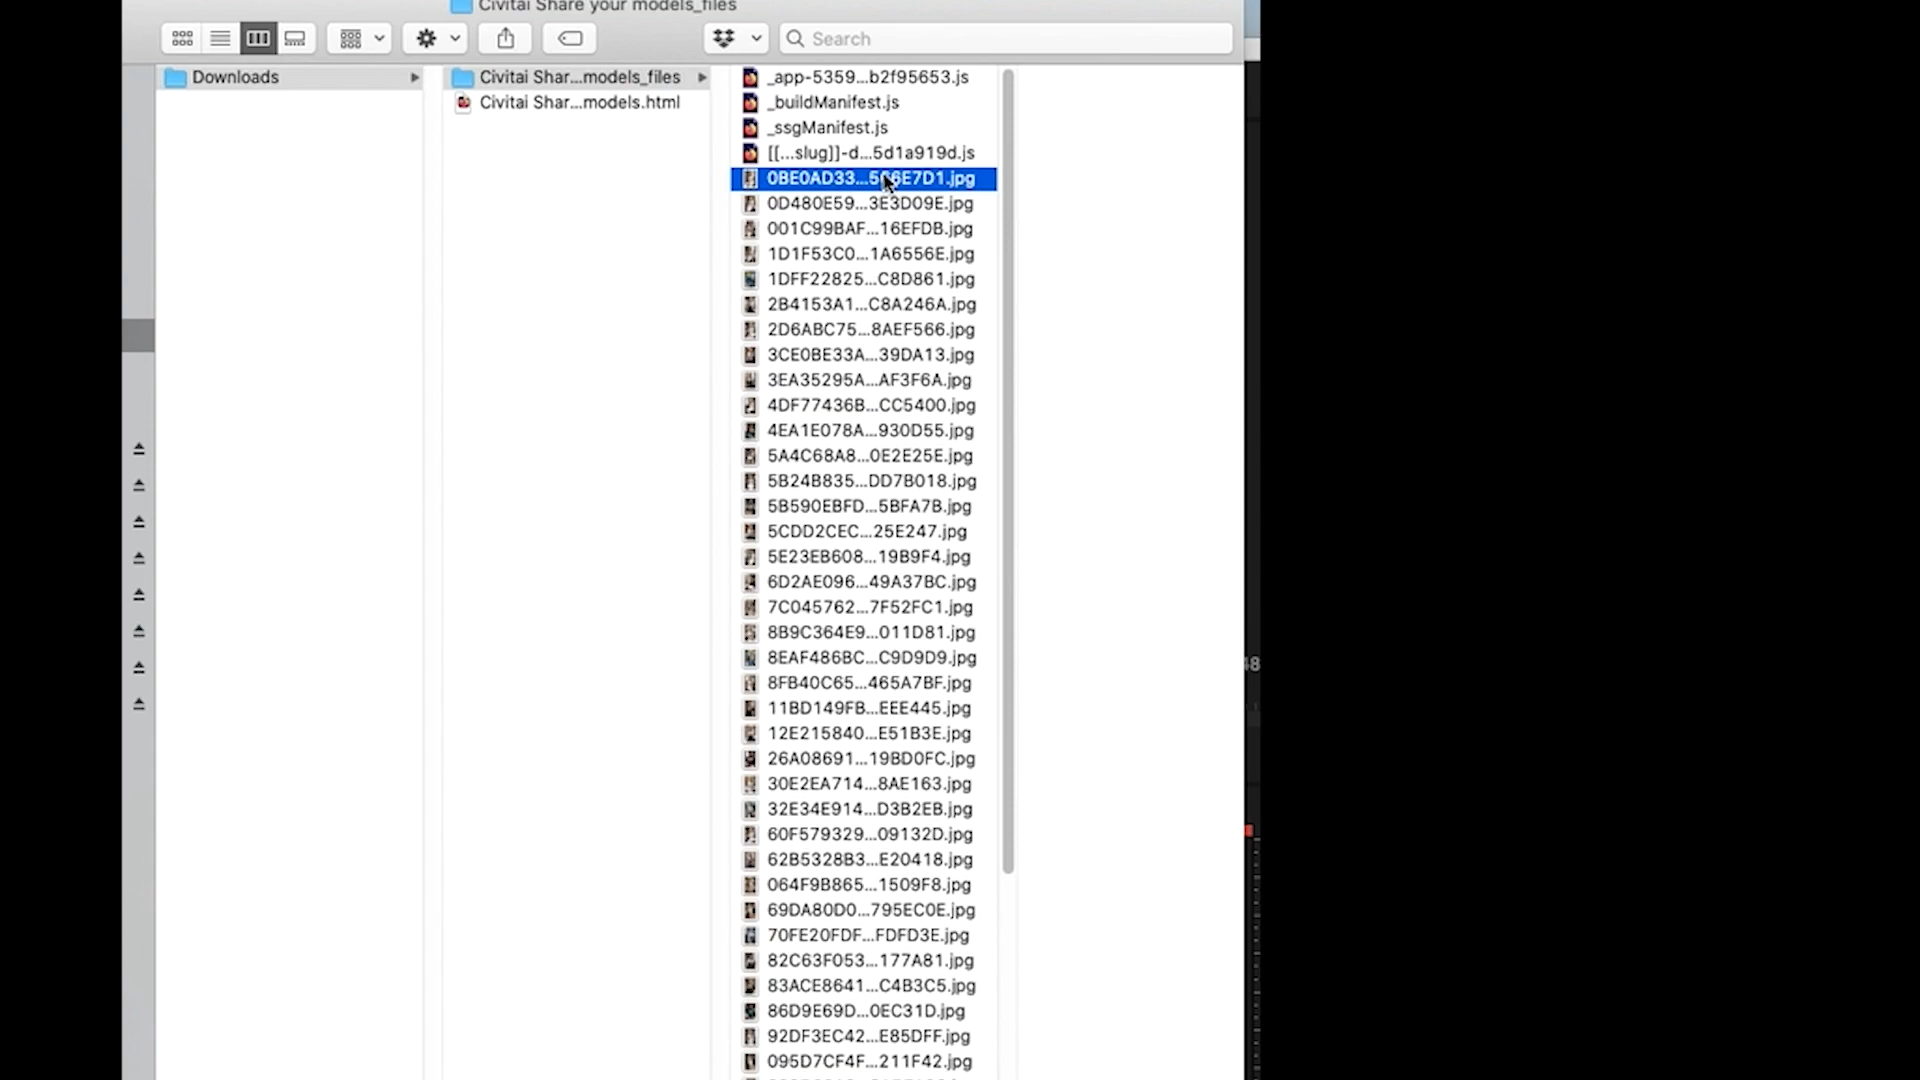 Civitai Share your models_files
Search
Downloads
Civitai Shar...models_files
Civitai Shar...models.html
_app-5359...b2f95653.js
_buildManifest.js
_ssgManifest.js
[[...slug]]-d...5d1a919d.js
0D480E59...3E3D09E.jpg
001C99BAF...16EFDB.jpg
1D1F53C0...1A6556E.jpg
1DFF22825...C8D861.jpg
2B4153A1...C8A246A.jpg
2D6ABC75...8AEF566.jpg
3CE0BE33A...39DA13.jpg
3EA35295A...AF3F6A.jpg
4DF77436B...CC5400.jpg
4EA1E078A...930D55.jpg
5A4C68A8...0E2E25E.jpg
5B24B835...DD7B018.jpg
5B590EBFD...5BFA7B.jpg
5CDD2CEC...25E247.jpg
5E23EB608...19B9F4.jpg
6D2AE096...49A37BC.jpg
7C045762...7F52FC1.jpg
8B9C364E9...011D81.jpg
8EAF486BC...C9D9D9.jpg
8FB40C65...465A7BF.jpg
48
11BD149FB...EEE445.jpg
12E215840...E51B3E.jpg
26A08691...19BD0FC.jpg
30E2EA714...8AE163.jpg
32E34E914...D3B2EB.jpg
60F579329...09132D.jpg
62B5328B3...E20418.jpg
064F9B865...1509F8.jpg
69DA80D0...795EC0E.jpg
70FE20FDF...FDFD3E.jpg
82C63F053...177A81.jpg
83ACE8641...C4B3C5.jpg
86D9E69D...0EC31D.jpg
92DF3EC42...E85DFF.jpg
095D7CF4F...211F42.jpg